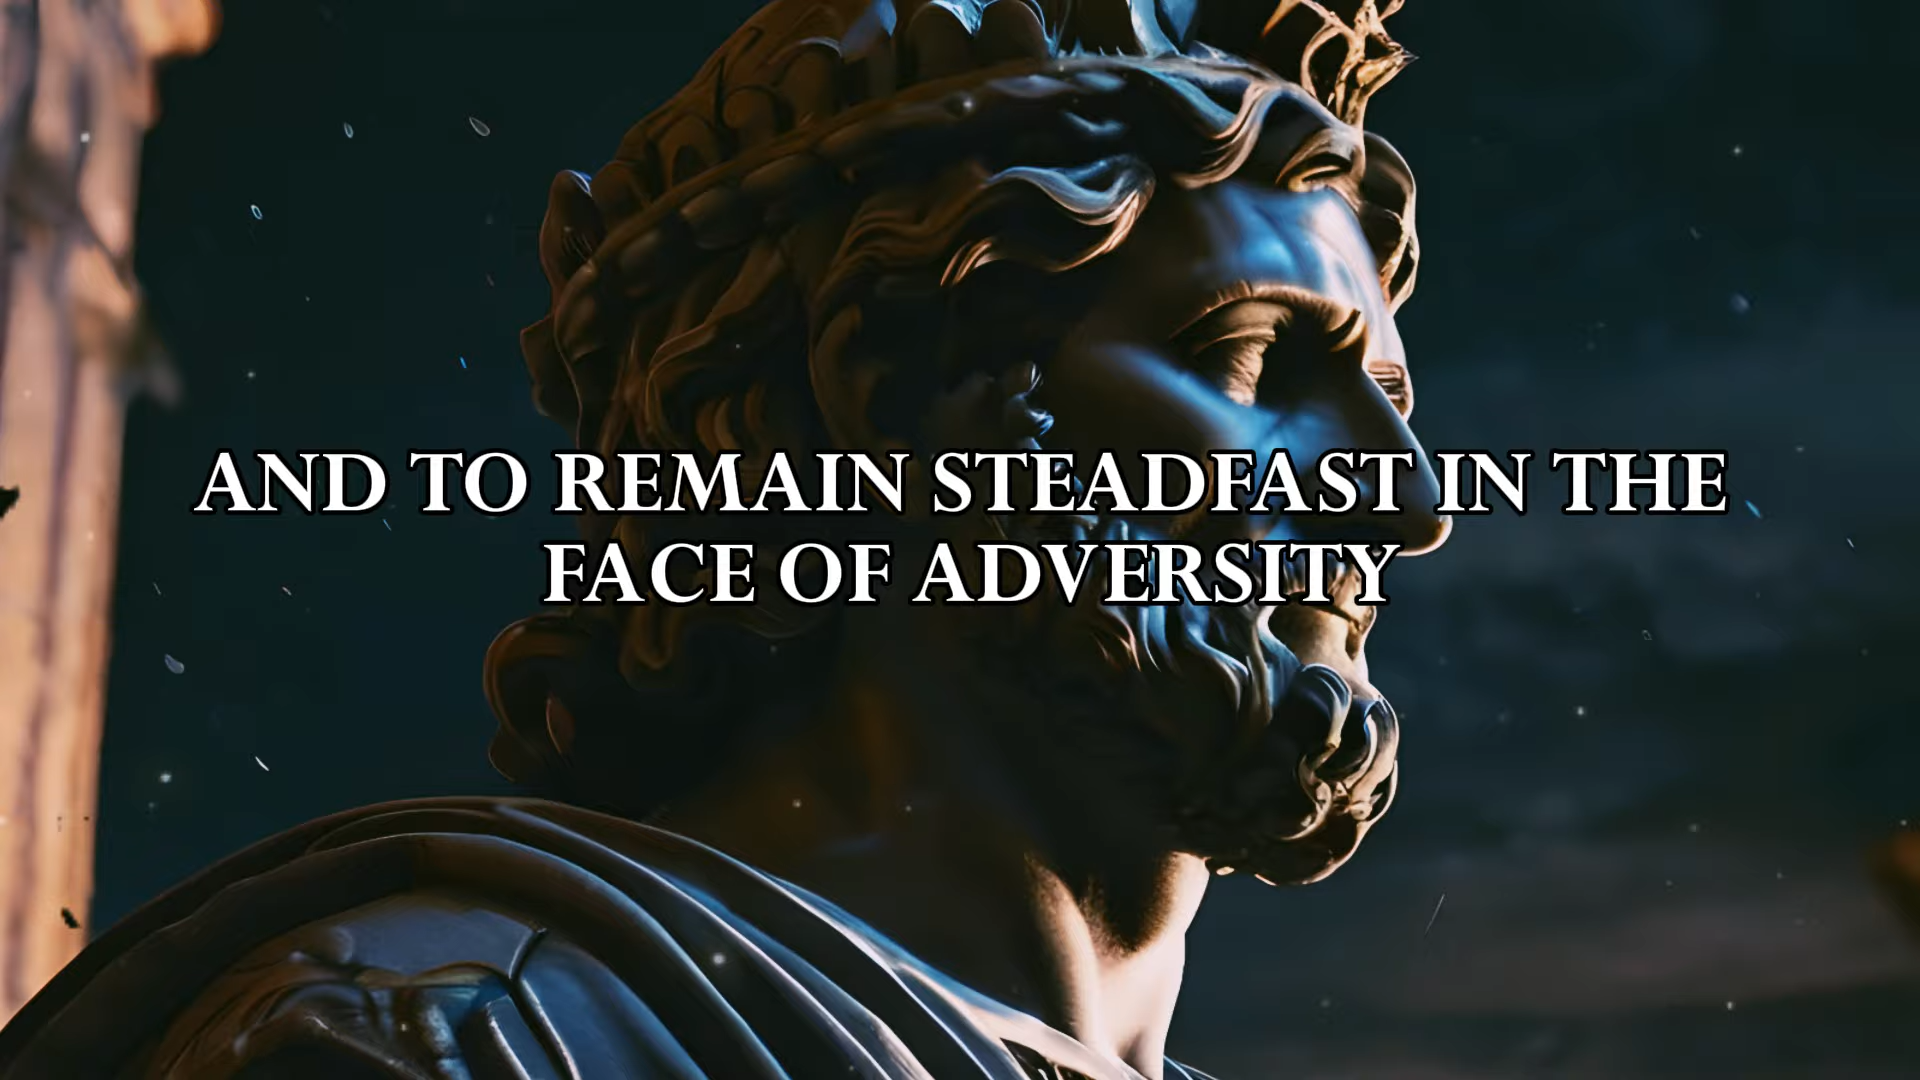 AND TO REMAIN STEADFAST IN THE
FACE OF ADVERSITY